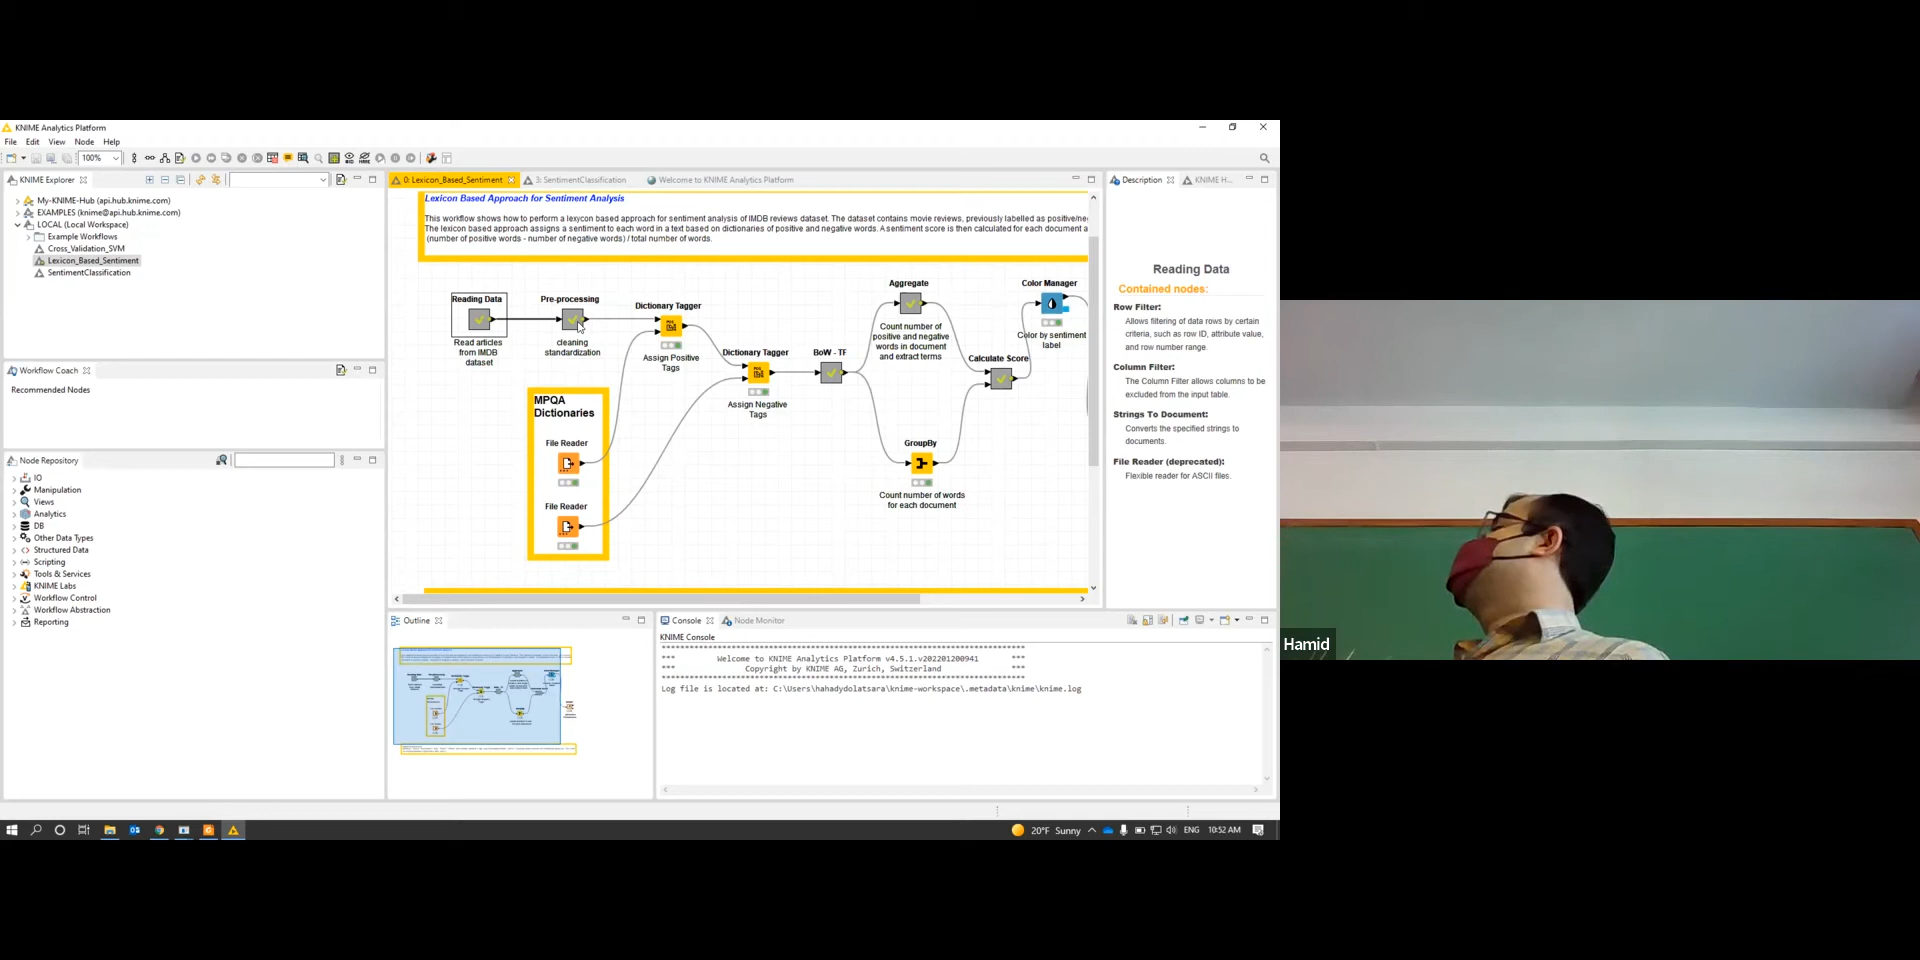 KNIME Analytics Platform
File Edit View Node Help
100%
KNIME Explorer
My-KNIME-Hub (api.hub.knime.com)
EXAMPLES (knime@api.hub.knime.com)
LOCAL (Local Workspace)
Example Workflows
Cross_Validation_SVM
Lexicon_Based_Sentiment
SentimentClassification
Workflow Coach
Recommended Nodes
Node Repository
IO
Manipulation
Views
Analytics
DB
Other Data Types
Structured Data
Scripting
Tools & Services
KNIME Labs
Workflow Control
Workflow Abstraction
Reporting
0: Lexicon_Based_Sentiment
3: SentimentClassification
Welcome to KNIME Analytics Platform
Lexicon Based Approach for Sentiment Analysis
This workflow shows how to perform a lexycon based approach for sentiment analysis of IMDB reviews dataset. The dataset contains movie reviews, previously labelled as positive/ne
The lexicon based approach assigns a sentiment to each word in a text based on dictionaries of positive and negative words. A sentiment score is then calculated for each document a
(number of positive words - number of negative words) / total number of words.
Reading Data
Read articles
from IMDB
dataset
Pre-processing
cleaning
standardization
Dictionary Tagger
Assign Positive
Tags
Dictionary Tagger
Assign Negative
Tags
BoW - TF
Aggregate
Count number of
positive and negative
words in document
and extract terms
Color Manager
Color by sentiment
label
Calculate Score
GroupBy
Count number of words
for each document
MPQA
Dictionaries
File Reader
File Reader
Description
KNIME H...
Reading Data
Contained nodes:
Row Filter:
Allows filtering of data rows by certain
criteria, such as row ID, attribute value,
and row number range.
Column Filter:
The Column Filter allows columns to be
excluded from the input table.
Strings To Document:
Converts the specified strings to
documents.
File Reader (deprecated):
Flexible reader for ASCII files.
Outline
Console
Node Monitor
KNIME Console
*** Welcome to KNIME Analytics Platform v4.5.1.v202201200941 ***
*** Copyright by KNIME AG, Zurich, Switzerland ***
Log file is located at: C:\Users\hahadydolatsara\knime-workspace\.metadata\knime\knime.log
20°F Sunny
ENG
10:52 AM
Hamid